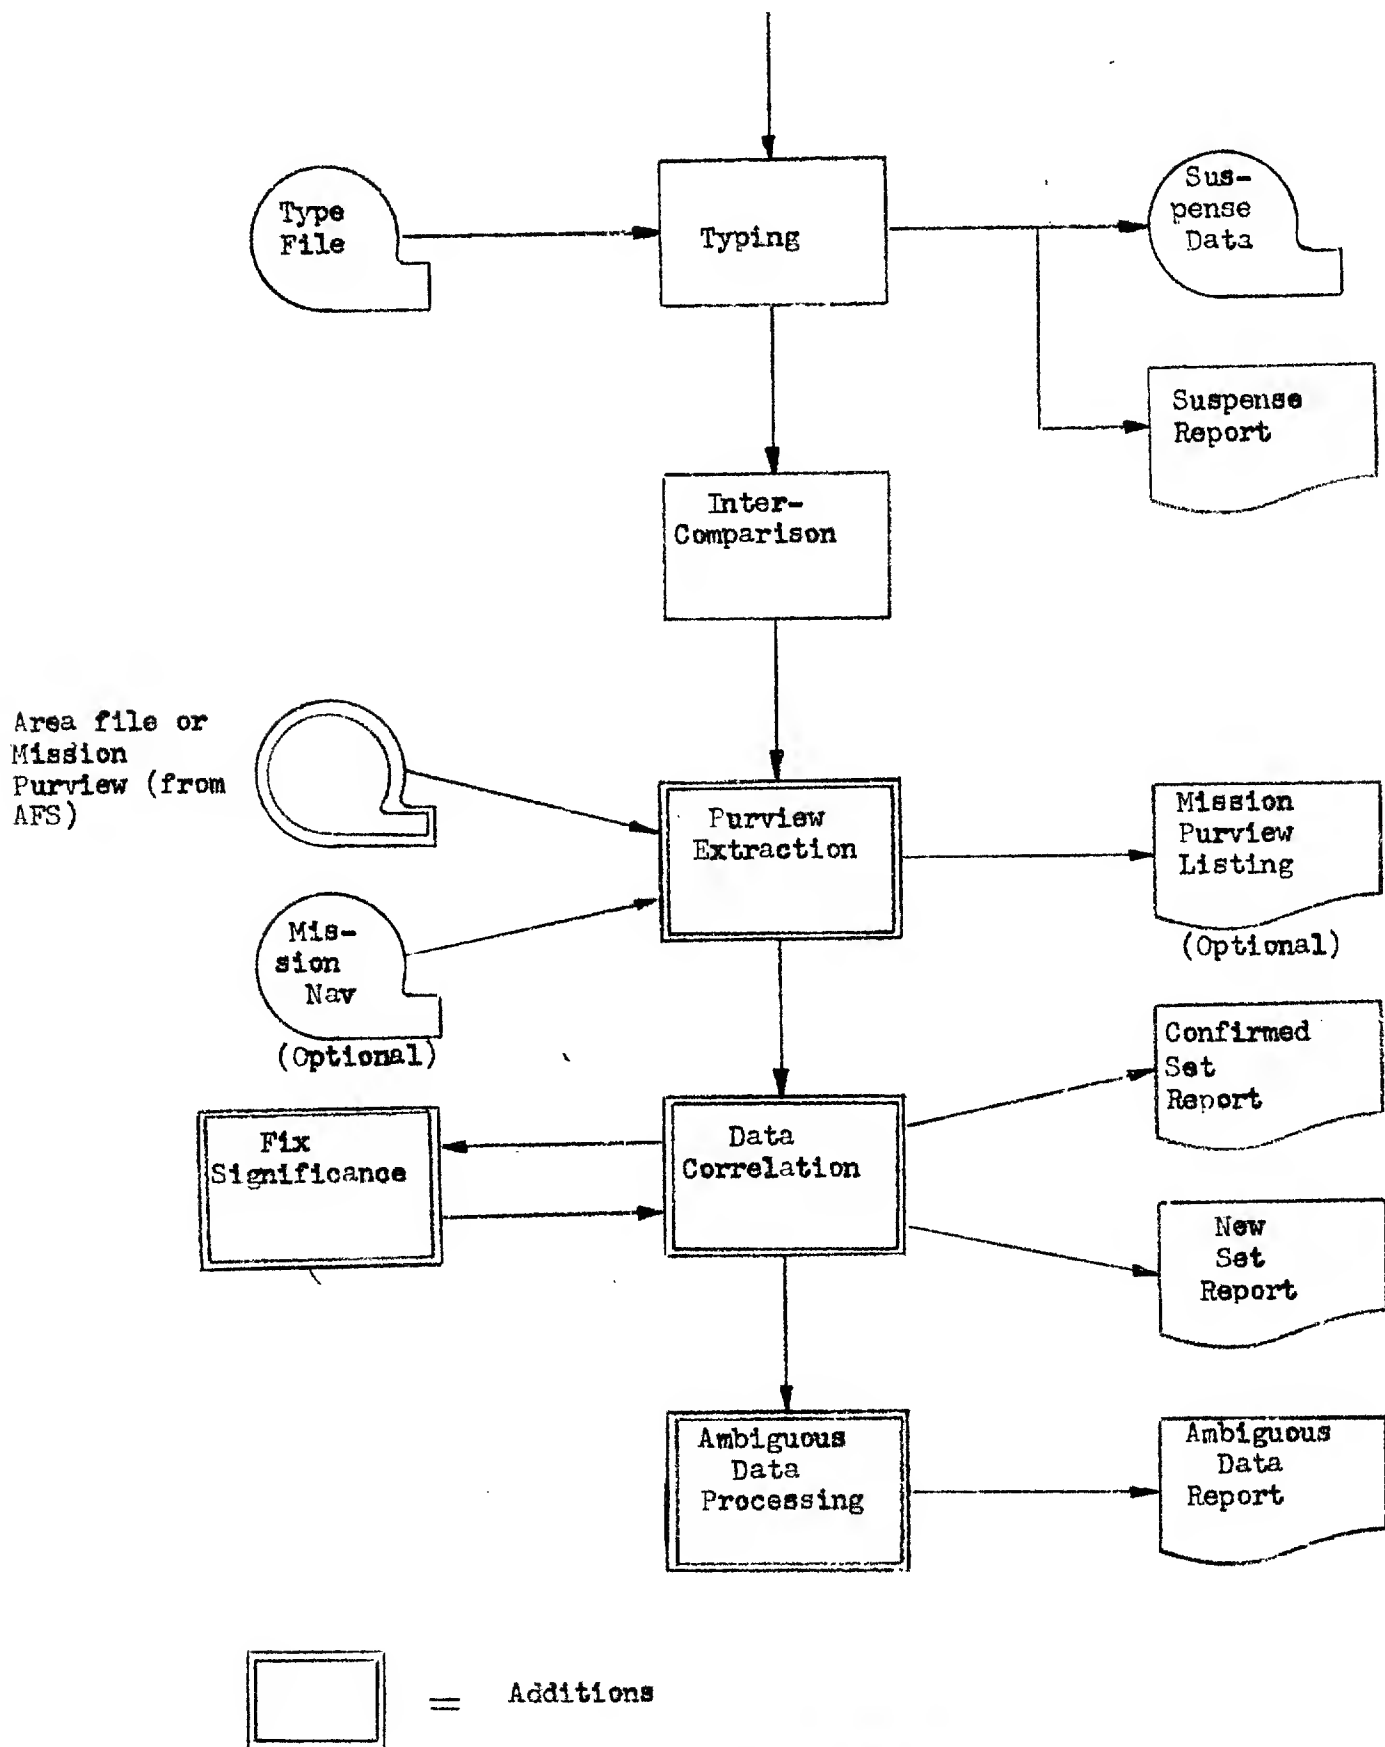 Type
File
Typing
Sus-
pense
Data
Suspense
Report
Inter-
Comparison
Area file or
Mission
Purview (from
AFS)
Purview
Extraction
Mission
Purview
Listing
(Optional)
Mis-
sion
Nav
(Optional)
Confirmed
Set
Report
Fix
Significance
Data
Correlation
New
Set
Report
Ambiguous
Data
Processing
Ambiguous
Data
Report
= Additions